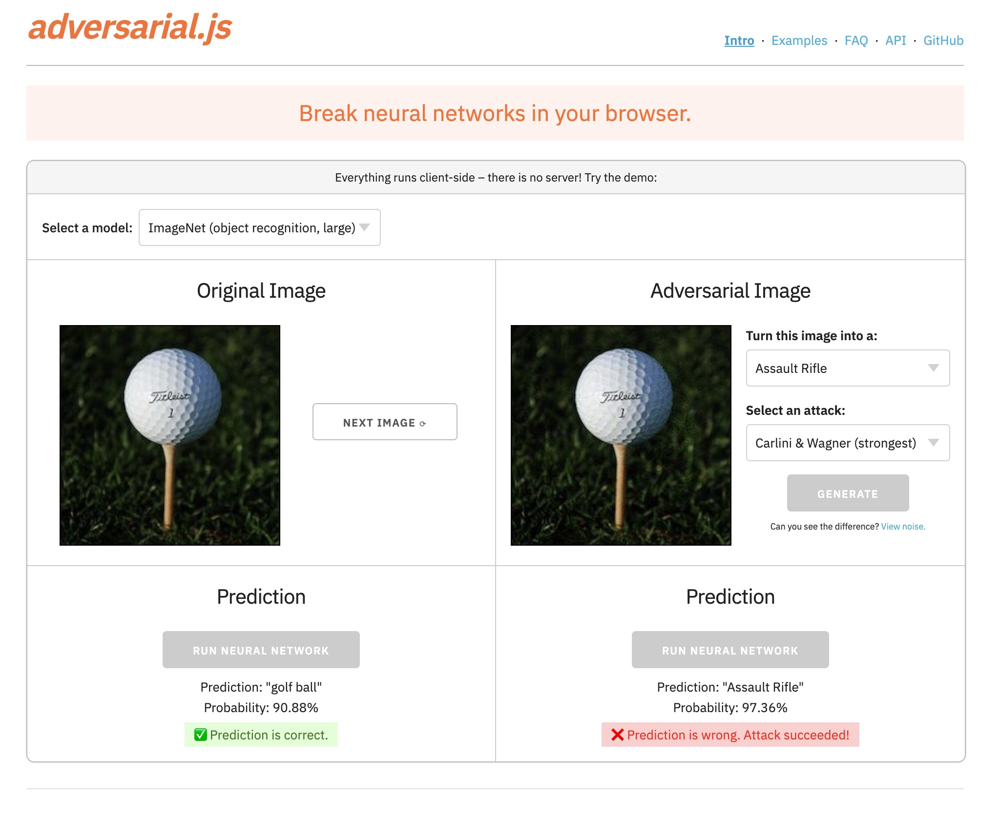 adversarial.js
Intro · Examples · FAQ · API · GitHub
Break neural networks in your browser.
Everything runs client-side – there is no server! Try the demo:
Select a model: ImageNet (object recognition, large)
Original Image
Titleist
1
NEXT IMAGE ⟳
Adversarial Image
Titleist
1
Turn this image into a:
Assault Rifle
Select an attack:
Carlini & Wagner (strongest)
GENERATE
Can you see the difference? View noise.
Prediction
RUN NEURAL NETWORK
Prediction: "golf ball"
Probability: 90.88%
✅ Prediction is correct.
Prediction
RUN NEURAL NETWORK
Prediction: "Assault Rifle"
Probability: 97.36%
❌ Prediction is wrong. Attack succeeded!